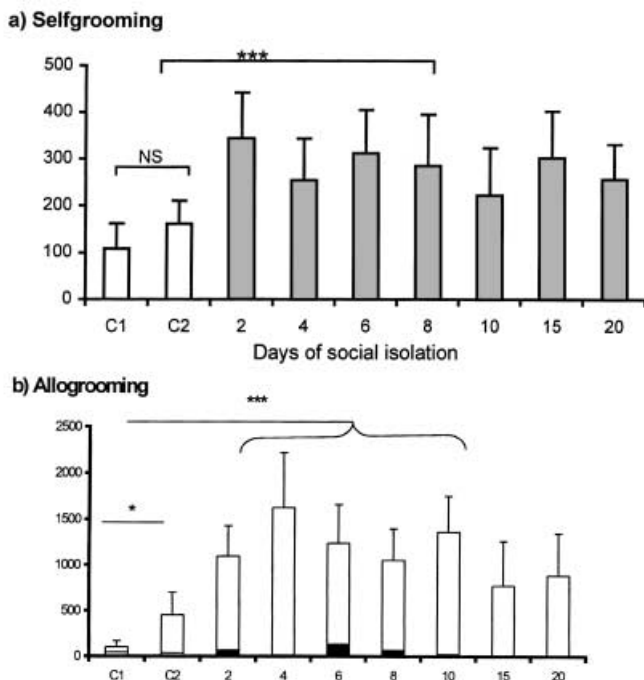 a) Selfgrooming
***
500
400
300
NS
200
100
0
C1 C2 2 4 6 8 10 15 20
Days of social isolation
b) Allogrooming
***
2500
2000
*
1500
1000
500
0
C1 C2 2 4 6 8 10 15 20